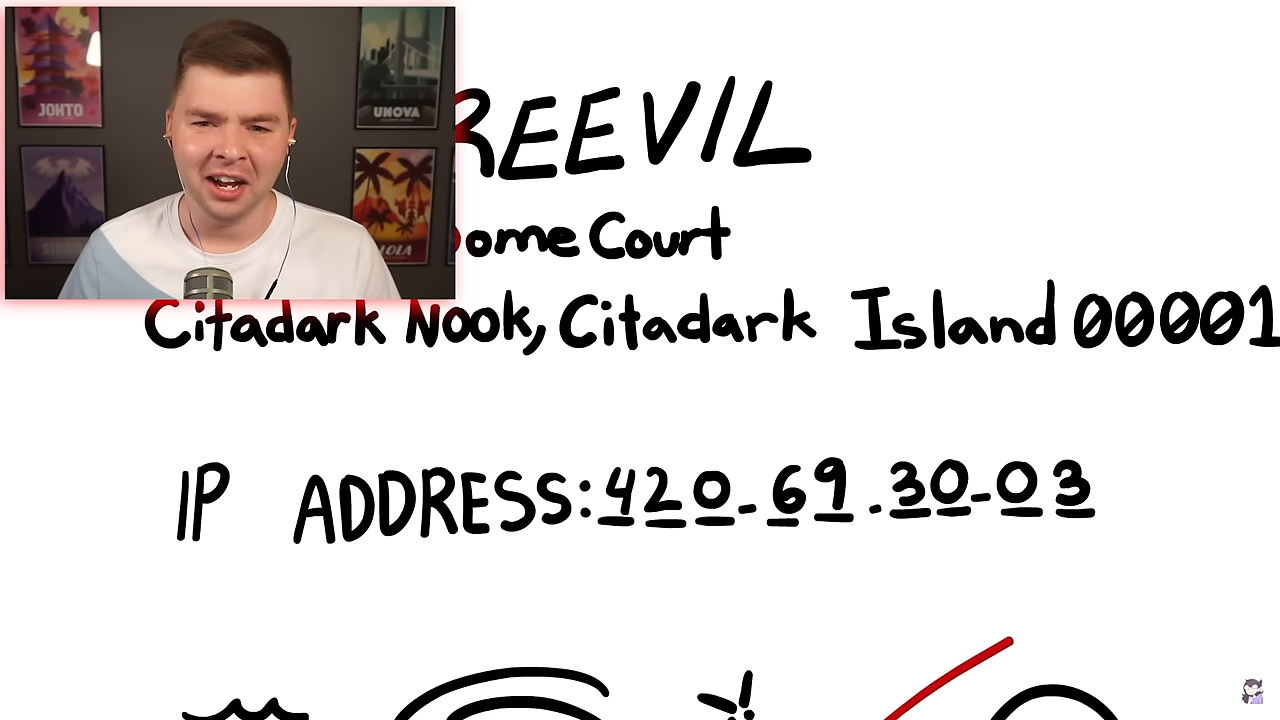 JOHTO
UNOVA
REEVIL
ome Court
Citadark Nook, Citadark Island 00001
IP ADDRESS: 420-69.30-03